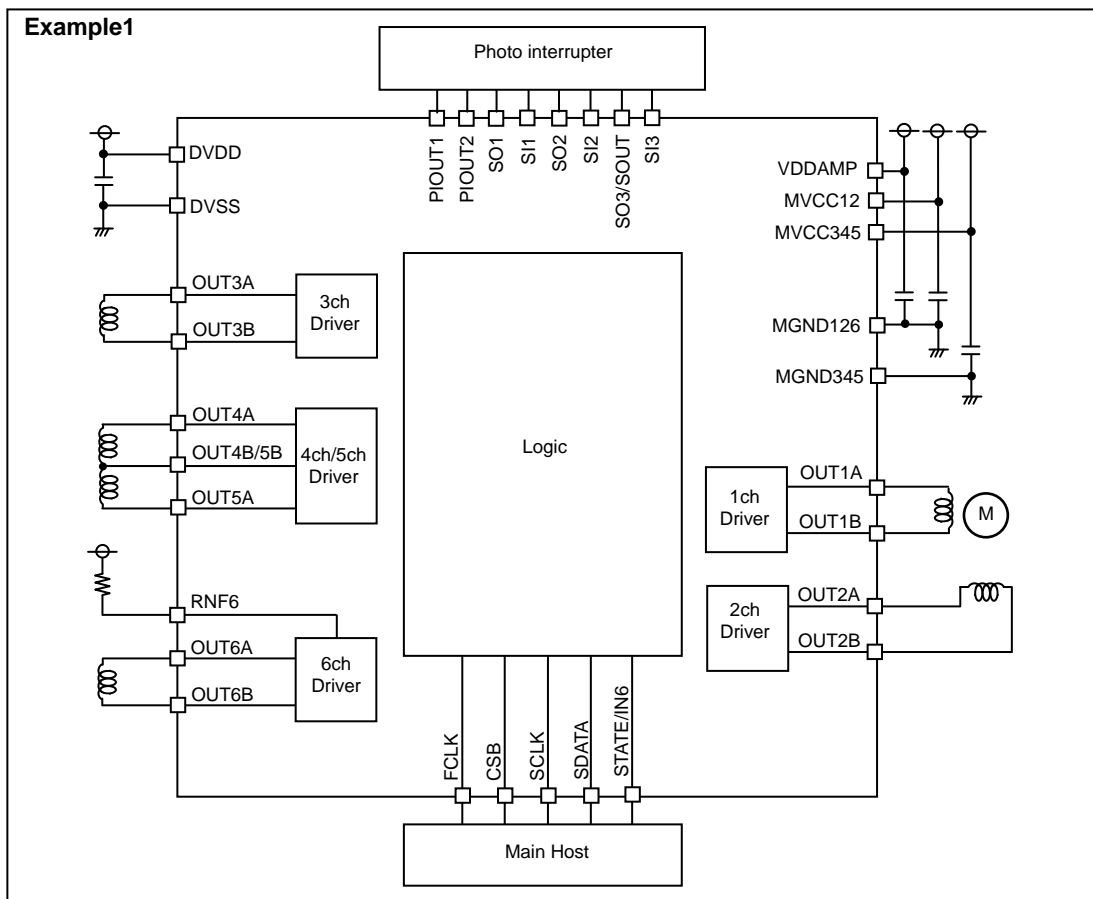 Example1
Photo interrupter
PIOUT1
PIOUT2
SO1
SI1
SO2
SI2
SO3/SOUT
SI3
DVDD
DVSS
VDDAMP
MVCC12
MVCC345
MGND126
MGND345
OUT3A
OUT3B
3ch
Driver
OUT4A
OUT4B/5B
OUT5A
4ch/5ch
Driver
RNF6
OUT6A
OUT6B
6ch
Driver
Logic
1ch
Driver
OUT1A
OUT1B
M
2ch
Driver
OUT2A
OUT2B
FCLK
CSB
SCLK
SDATA
STATE/IN6
Main Host